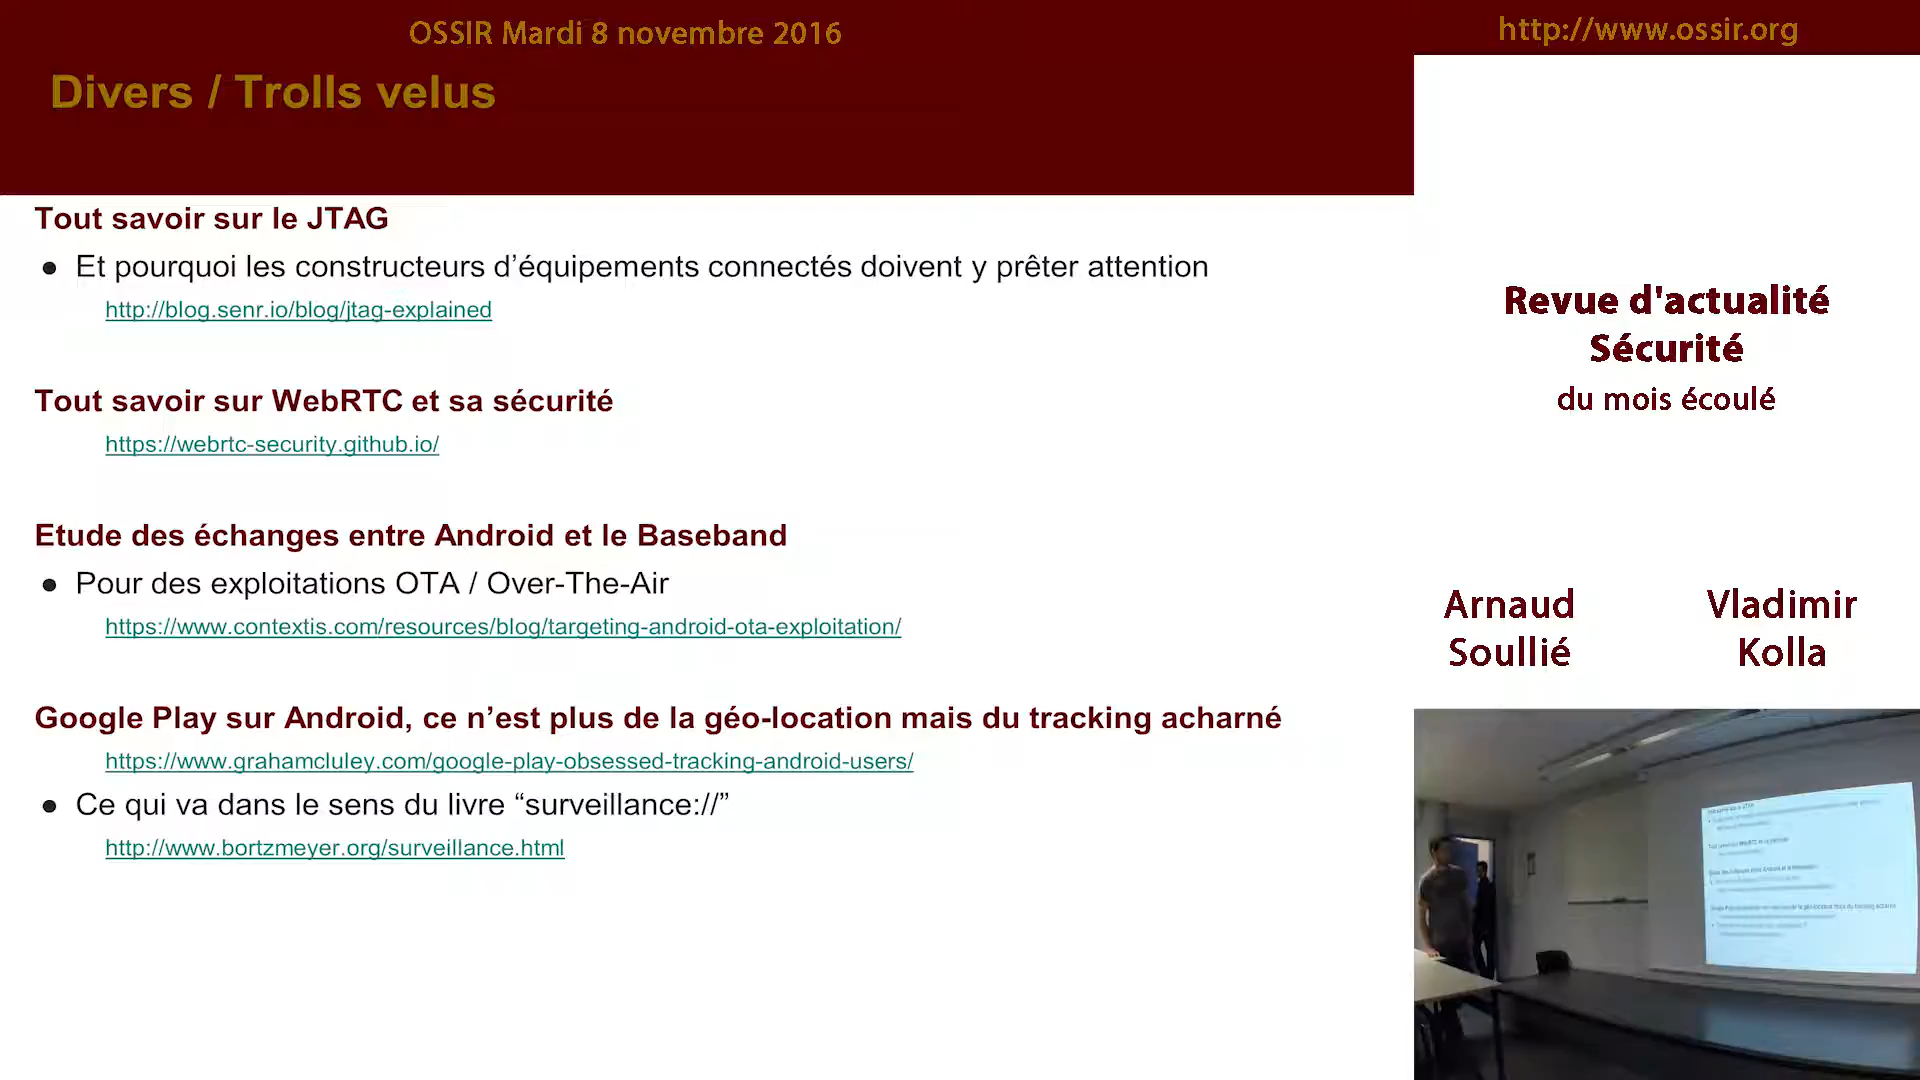 OSSIR Mardi 8 novembre 2016
http://www.ossir.org
Divers / Trolls velus
Tout savoir sur le JTAG
● Et pourquoi les constructeurs d’équipements connectés doivent y prêter attention
http://blog.senr.io/blog/jtag-explained
Tout savoir sur WebRTC et sa sécurité
https://webrtc-security.github.io/
Etude des échanges entre Android et le Baseband
● Pour des exploitations OTA / Over-The-Air
https://www.contextis.com/resources/blog/targeting-android-ota-exploitation/
Google Play sur Android, ce n’est plus de la géo-location mais du tracking acharné
https://www.grahamcluley.com/google-play-obsessed-tracking-android-users/
● Ce qui va dans le sens du livre “surveillance://”
http://www.bortzmeyer.org/surveillance.html
Revue d'actualité
Sécurité
du mois écoulé
Arnaud
Soullié
Vladimir
Kolla